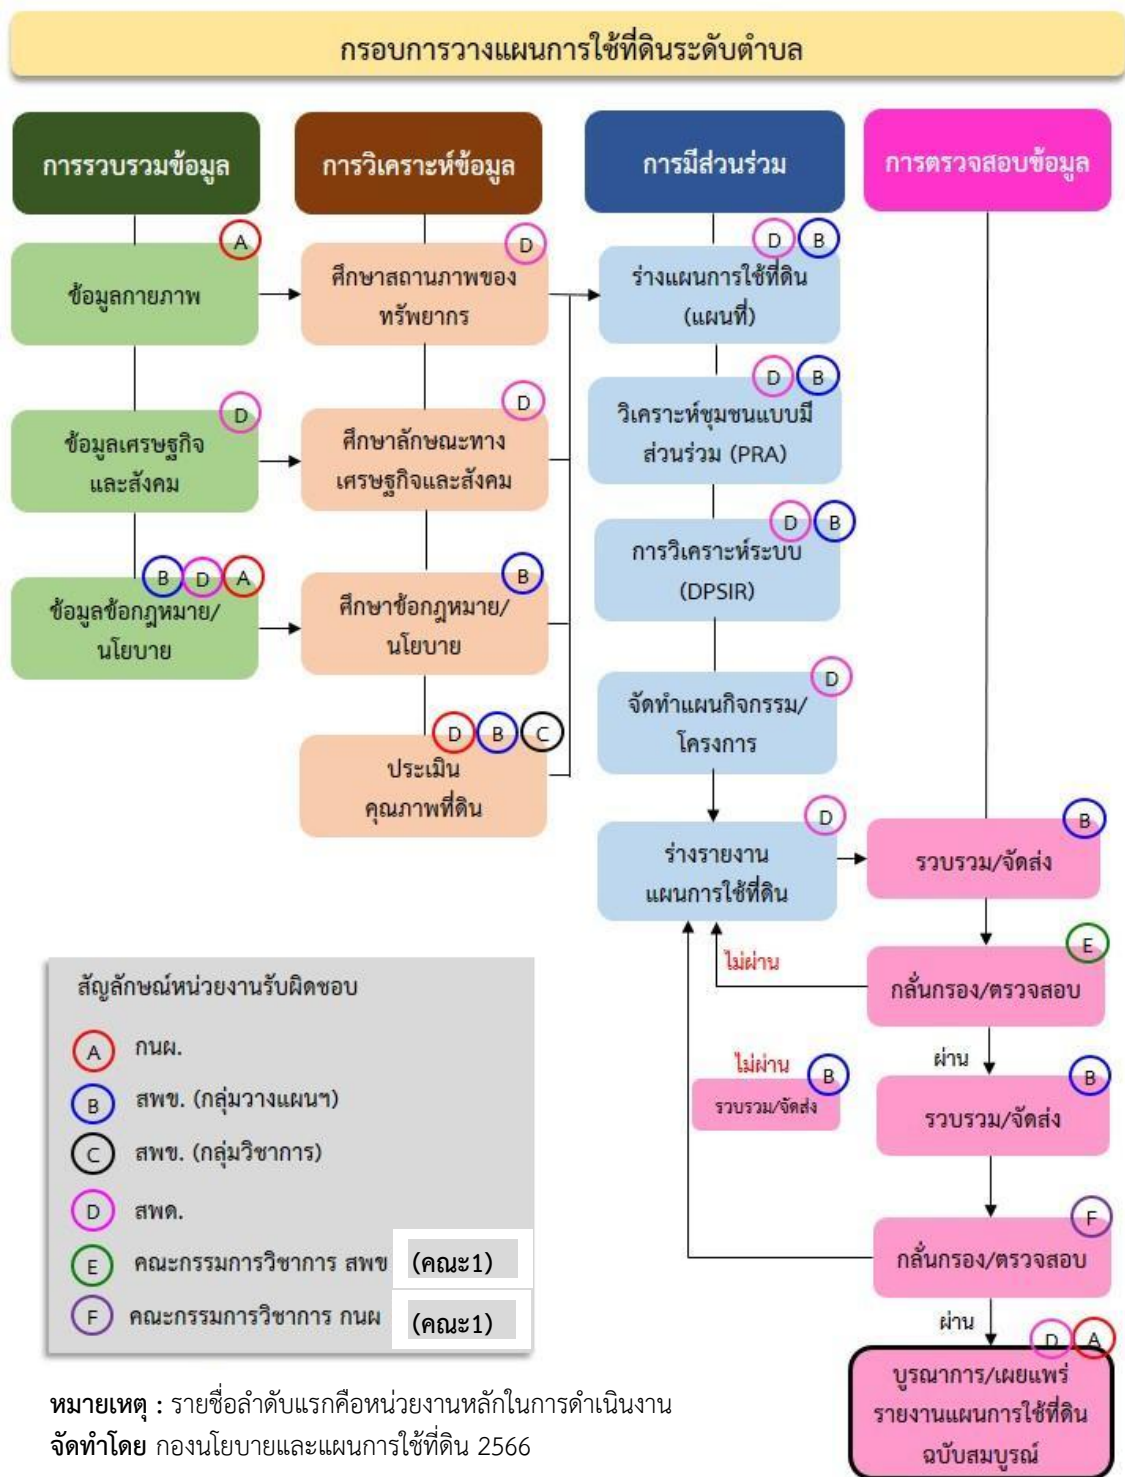 กรอบการวางแผนการใช้ที่ดินระดับตำบล
การรวบรวมข้อมูล
A
ข้อมูลกายภาพ
D
ข้อมูลเศรษฐกิจ
และสังคม
B D A
ข้อมูลข้อกฎหมาย/
นโยบาย
การวิเคราะห์ข้อมูล
D
ศึกษาสถานภาพของ
ทรัพยากร
D
ศึกษาลักษณะทาง
เศรษฐกิจและสังคม
B
ศึกษาข้อกฎหมาย/
นโยบาย
D B C
ประเมิน
คุณภาพที่ดิน
การมีส่วนร่วม
D B
ร่างแผนการใช้ที่ดิน
(แผนที่)
D B
วิเคราะห์ชุมชนแบบมี
ส่วนร่วม (PRA)
D B
การวิเคราะห์ระบบ
(DPSIR)
D
จัดทำแผนกิจกรรม/
โครงการ
D
ร่างรายงาน
แผนการใช้ที่ดิน
ไม่ผ่าน
ไม่ผ่าน
B
รวบรวม/จัดส่ง
การตรวจสอบข้อมูล
B
รวบรวม/จัดส่ง
E
กลั่นกรอง/ตรวจสอบ
ผ่าน
B
รวบรวม/จัดส่ง
F
กลั่นกรอง/ตรวจสอบ
ผ่าน
D A
บูรณาการ/เผยแพร่
รายงานแผนการใช้ที่ดิน
ฉบับสมบูรณ์
สัญลักษณ์หน่วยงานรับผิดชอบ
A กนผ.
B สพข. (กลุ่มวางแผนฯ)
C สพข. (กลุ่มวิชาการ)
D สพด.
E คณะกรรมการวิชาการ สพข (คณะ1)
F คณะกรรมการวิชาการ กนผ (คณะ1)
หมายเหตุ : รายชื่อลำดับแรกคือหน่วยงานหลักในการดำเนินงาน
จัดทำโดย กองนโยบายและแผนการใช้ที่ดิน 2566